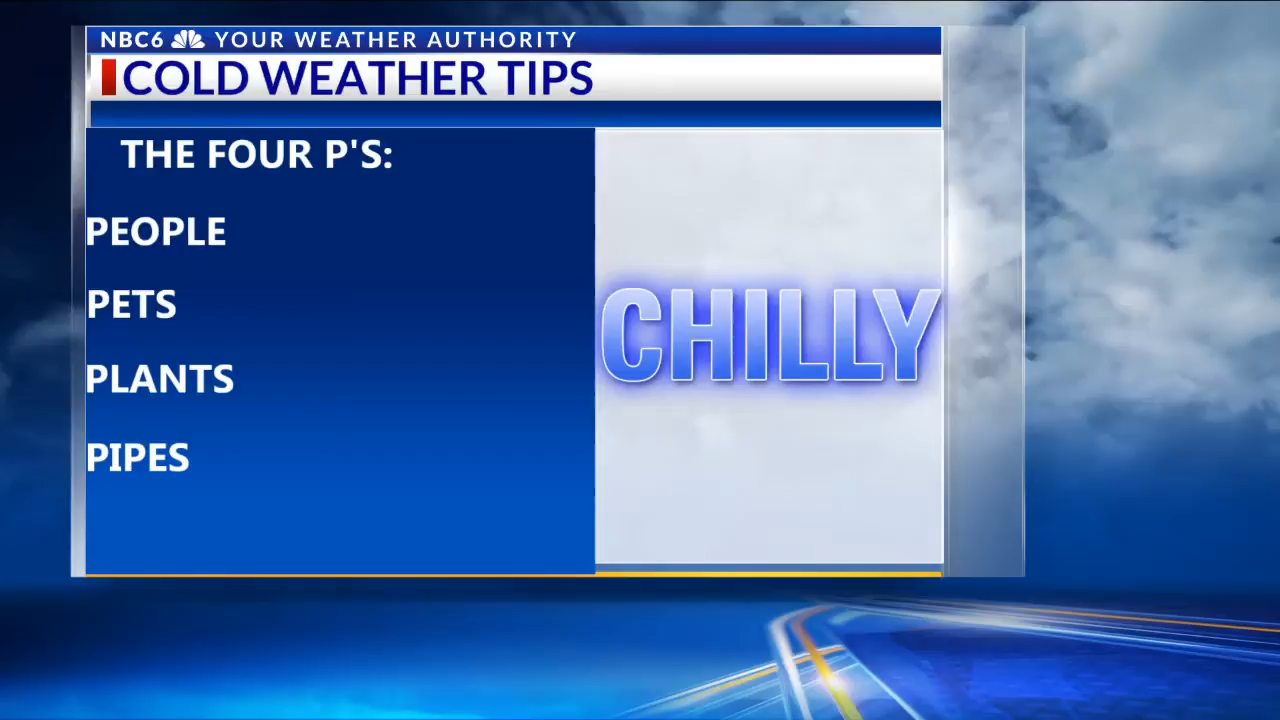 NBC6 YOUR WEATHER AUTHORITY
COLD WEATHER TIPS
THE FOUR P'S:
PEOPLE
PETS
PLANTS
PIPES
CHILLY